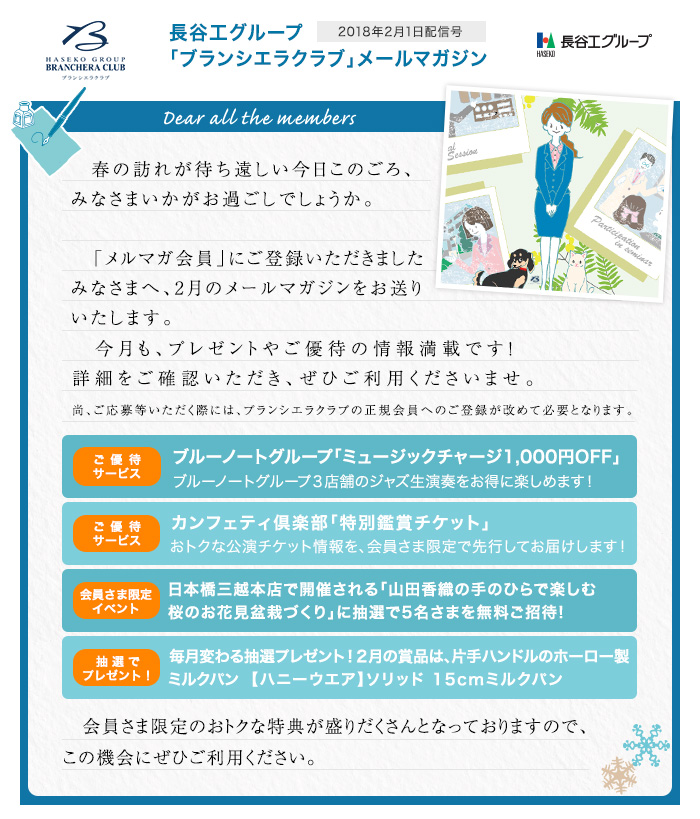 HASEKO GROUP
BRANCHERA CLUB
ブランシエラクラブ
長谷工グループ
2018年2月1日配信号
「ブランシエラクラブ」メールマガジン
HASEKO
長谷工グループ
Dear all the members
al
Session
Participation
in seminar
春の訪れが待ち遠しい今日このごろ、
みなさまいかがお過ごしでしょうか。
「メルマガ会員」にご登録いただきました
みなさまへ、2月のメールマガジンをお送り
いたします。
今月も、プレゼントやご優待の情報満載です！
詳細をご確認いただき、ぜひご利用くださいませ。
尚、ご応募等いただく際には、ブランシエラクラブの正規会員へのご登録が改めて必要となります。
ご優待
サービス
ブルーノートグループ「ミュージックチャージ1,000円OFF」
ブルーノートグループ3店舗のジャズ生演奏をお得に楽しめます！
ご優待
サービス
カンフェティ倶楽部「特別鑑賞チケット」
おトクな公演チケット情報を、会員さま限定で先行してお届けします！
会員さま限定
イベント
日本橋三越本店で開催される「山田香織の手のひらで楽しむ
桜のお花見盆栽づくり」に抽選で5名さまを無料ご招待！
抽選で
プレゼント！
毎月変わる抽選プレゼント！2月の賞品は、片手ハンドルのホーロー製
ミルクパン 【ハニーウエア】ソリッド 15cmミルクパン
会員さま限定のおトクな特典が盛りだくさんとなっておりますので、
この機会にぜひご利用ください。